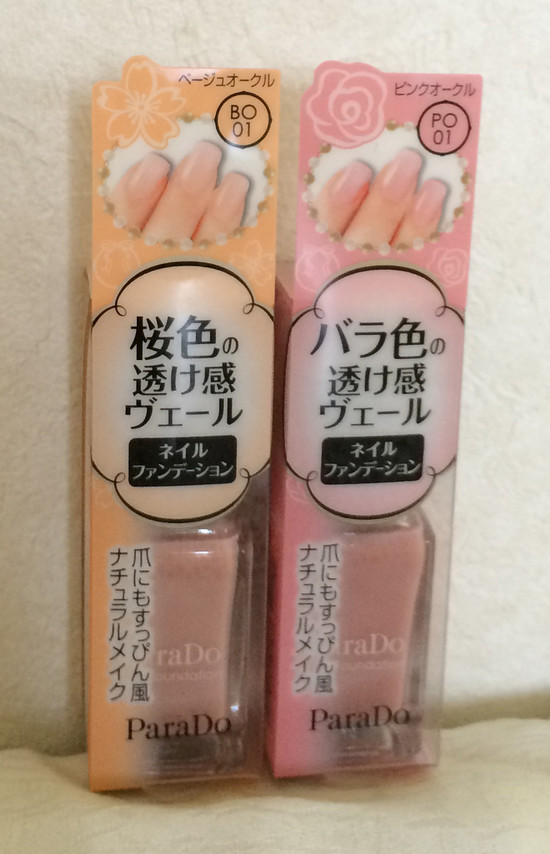 ベージュオークル
BO
01
桜色の
透け感
ヴェール
ネイル
ファンデーション
爪にもすっぴん風
ナチュラルメイク
raDo
oundation
ParaDo
ピンクオークル
PO
01
バラ色の
透け感
ヴェール
ネイル
ファンデーション
爪にもすっぴん風
ナチュラルメイク
raDo
oundation
ParaDo